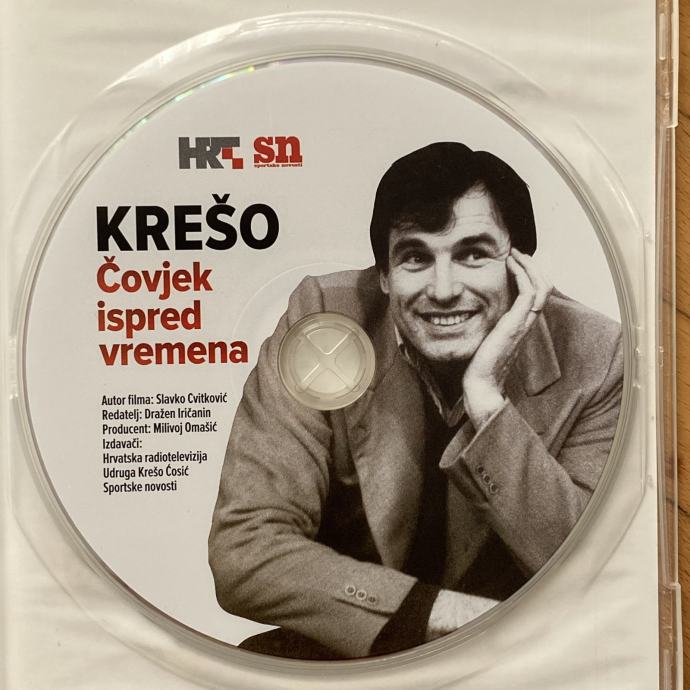 HRT sn
sportske novosti
KREŠO
Čovjek
ispred
vremena
Autor filma: Slavko Cvitković
Redatelj: Dražen Iričanin
Producent: Milivoj Omašić
Izdavači:
Hrvatska radiotelevizija
Udruga Krešo Ćosić
Sportske novosti